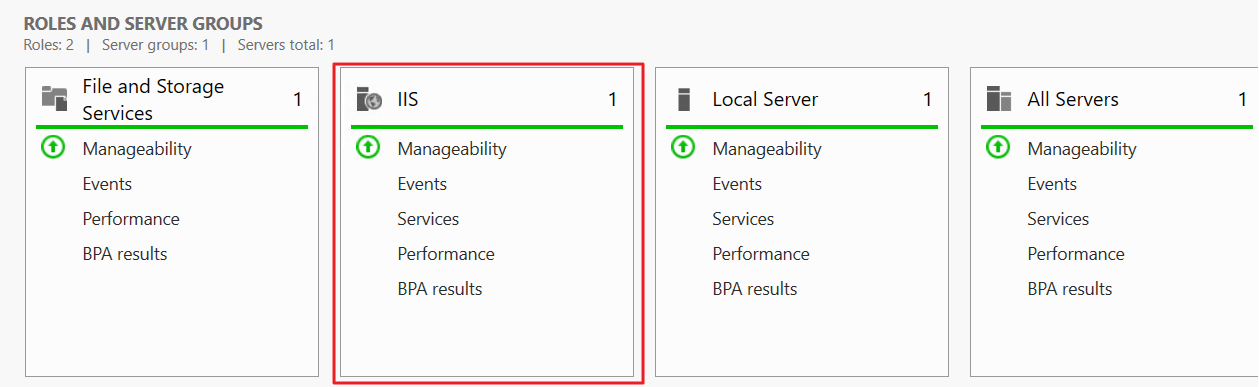 ROLES AND SERVER GROUPS
Roles: 2 | Server groups: 1 | Servers total: 1
File and Storage Services 1
Manageability
Events
Performance
BPA results
IIS 1
Manageability
Events
Services
Performance
BPA results
Local Server 1
Manageability
Events
Services
Performance
BPA results
All Servers 1
Manageability
Events
Services
Performance
BPA results